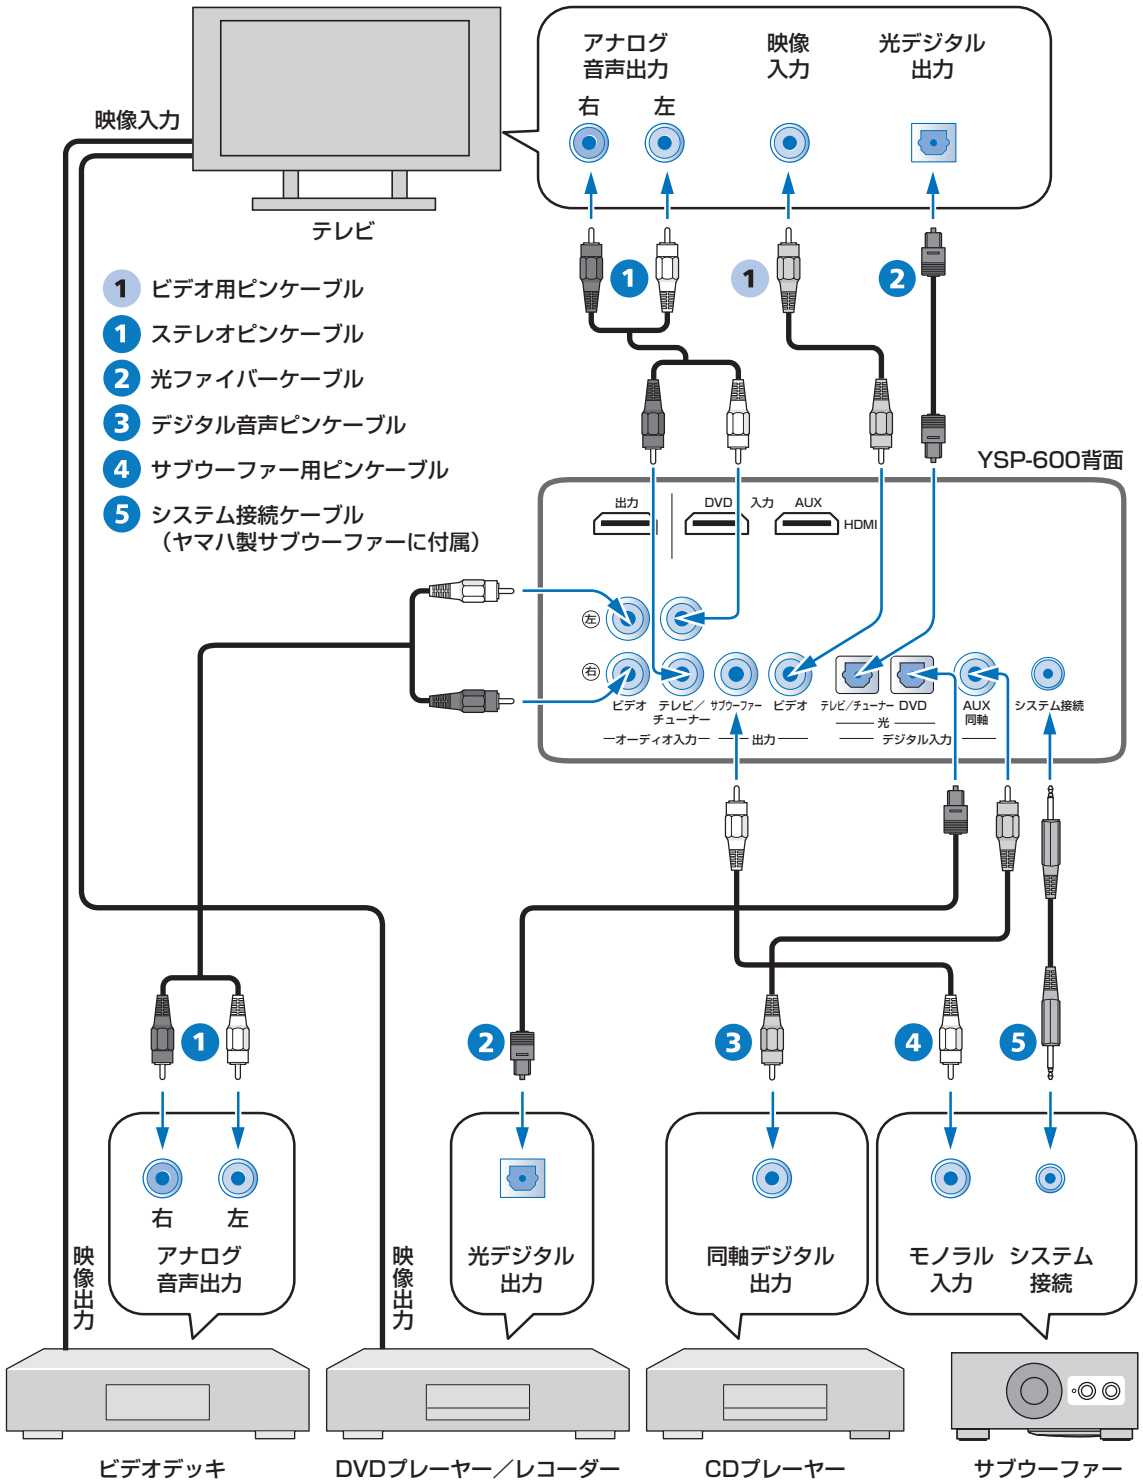 アナログ
音声出力
右
左
映像
入力
光デジタル
出力
映像入力
テレビ
1 ビデオ用ピンケーブル
1 ステレオピンケーブル
2 光ファイバーケーブル
3 デジタル音声ピンケーブル
4 サブウーファー用ピンケーブル
5 システム接続ケーブル
（ヤマハ製サブウーファーに付属）
1
1
2
YSP-600背面
出力
DVD
入力
AUX
HDMI
左
右
ビデオ
テレビ／
チューナー
サブウーファー
ビデオ
テレビ/チューナー
DVD
AUX
同軸
システム接続
光
オーディオ入力
出力
デジタル入力
1
2
3
4
5
右
左
アナログ
音声出力
光デジタル
出力
同軸デジタル
出力
モノラル
入力
システム
接続
映像出力
映像出力
ビデオデッキ
DVDプレーヤー／レコーダー
CDプレーヤー
サブウーファー